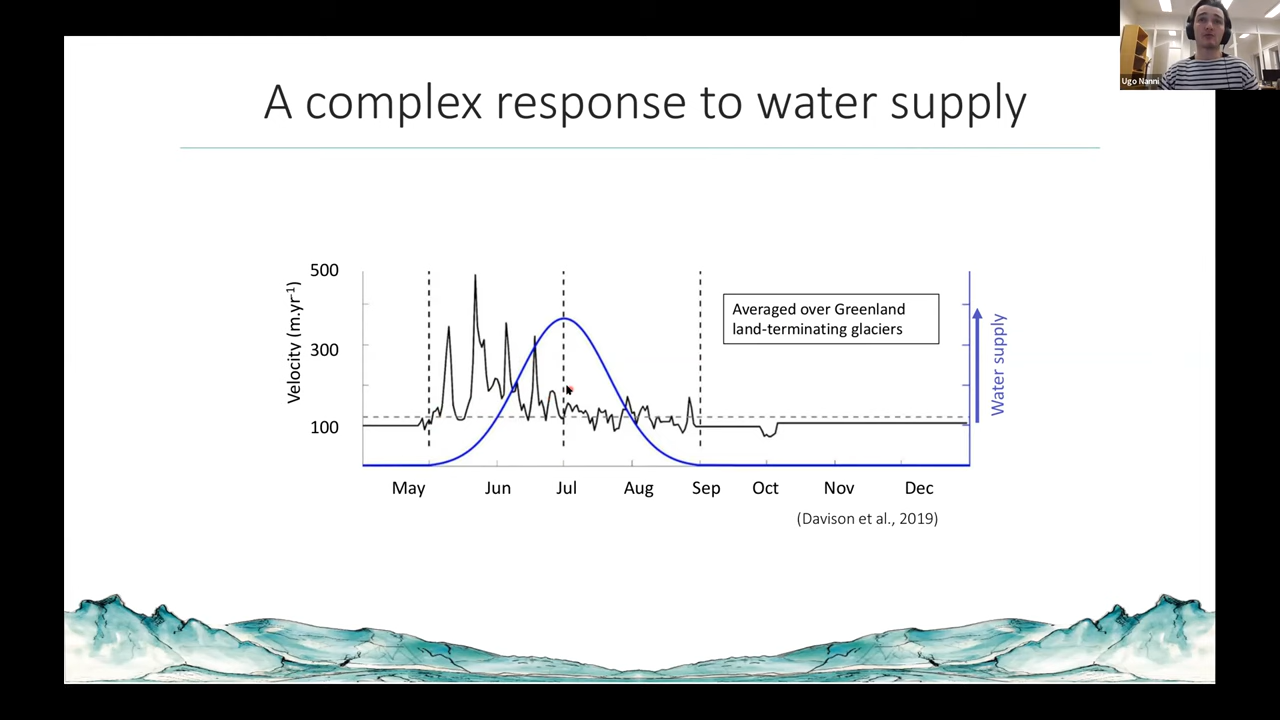 Ugo Nanni
A complex response to water supply
Velocity (m.yr⁻¹)
500
300
100
Averaged over Greenland
land-terminating glaciers
Water supply
May Jun Jul Aug Sep Oct Nov Dec
(Davison et al., 2019)